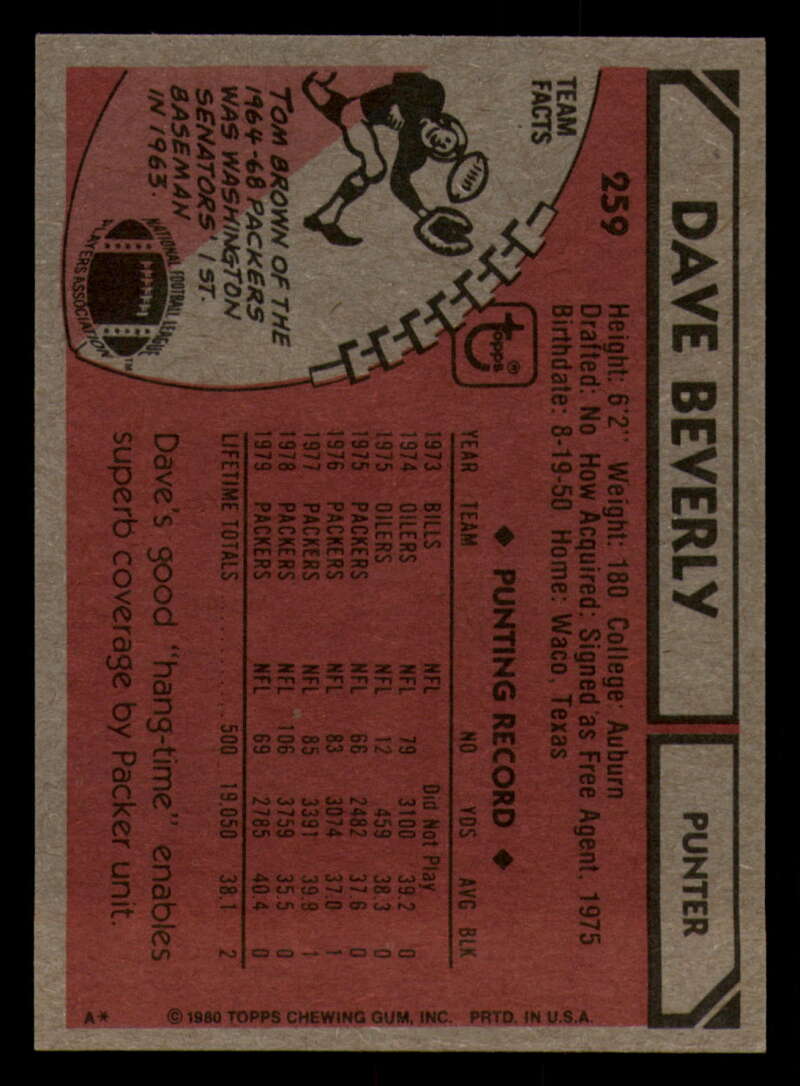 DAVE BEVERLY
PUNTER
259
Height: 6'2" Weight: 180 College: Auburn
Drafted: No How Acquired: Signed as Free Agent, 1975
Birthdate: 8-19-50 Home: Waco, Texas
TEAM
FACTS
TOM BROWN OF THE
1964-68 PACKERS
WAS WASHINGTON
SENATORS' 1ST.
BASEMAN
IN 1963.
NATIONAL FOOTBALL LEAGUE
PLAYERS ASSOCIATION
TM
topps®
◆ PUNTING RECORD ◆
YEAR TEAM NO YDS AVG BLK
1973 BILLS NFL Did Not Play
1974 OILERS NFL 79 3100 39.2 0
1975 OILERS NFL 12 459 38.3 0
1975 PACKERS NFL 66 2482 37.6 0
1976 PACKERS NFL 83 3074 37.0 1
1977 PACKERS NFL 85 3391 39.9 1
1978 PACKERS NFL 106 3759 35.5 0
1979 PACKERS NFL 69 2785 40.4 0
LIFETIME TOTALS 500 19,050 38.1 2
Dave's good "hang-time" enables
superb coverage by Packer unit.
A* © 1980 TOPPS CHEWING GUM, INC. PRTD. IN U.S.A.